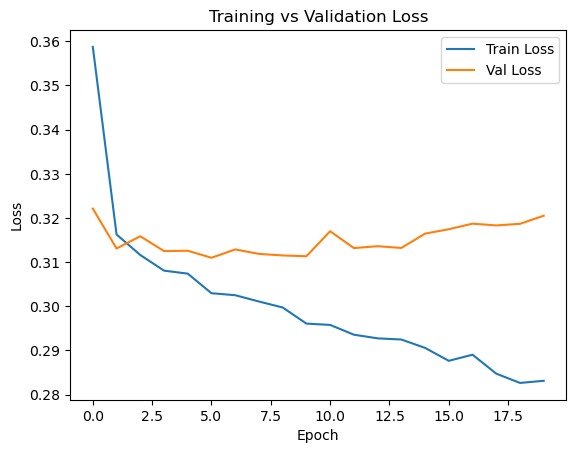 Training vs Validation Loss
Train Loss
Val Loss
0.36
0.35
0.34
0.33
0.32
0.31
0.30
0.29
0.28
Loss
0.0 2.5 5.0 7.5 10.0 12.5 15.0 17.5
Epoch